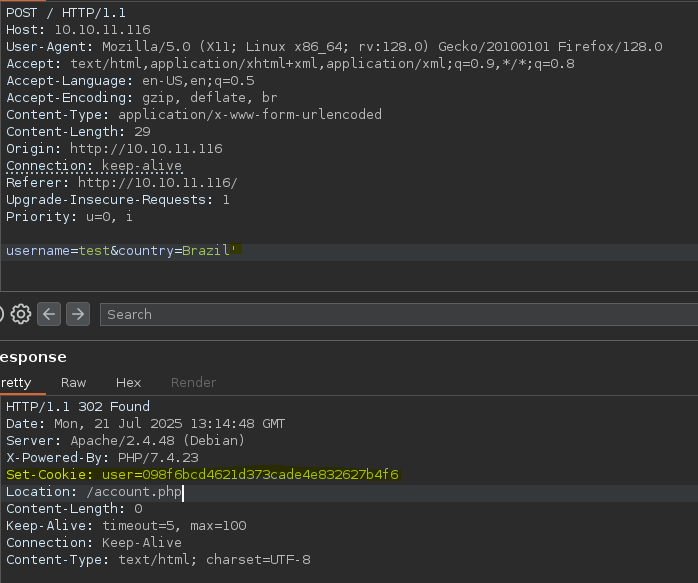 POST / HTTP/1.1
Host: 10.10.11.116
User-Agent: Mozilla/5.0 (X11; Linux x86_64; rv:128.0) Gecko/20100101 Firefox/128.0
Accept: text/html,application/xhtml+xml,application/xml;q=0.9,*/*;q=0.8
Accept-Language: en-US,en;q=0.5
Accept-Encoding: gzip, deflate, br
Content-Type: application/x-www-form-urlencoded
Content-Length: 29
Origin: http://10.10.11.116
Connection: keep-alive
Referer: http://10.10.11.116/
Upgrade-Insecure-Requests: 1
Priority: u=0, i
username=test&country=Brazil'
Search
esponse
retty Raw Hex Render
HTTP/1.1 302 Found
Date: Mon, 21 Jul 2025 13:14:48 GMT
Server: Apache/2.4.48 (Debian)
X-Powered-By: PHP/7.4.23
Set-Cookie: user=098f6bcd4621d373cade4e832627b4f6
Location: /account.php
Content-Length: 0
Keep-Alive: timeout=5, max=100
Connection: Keep-Alive
Content-Type: text/html; charset=UTF-8